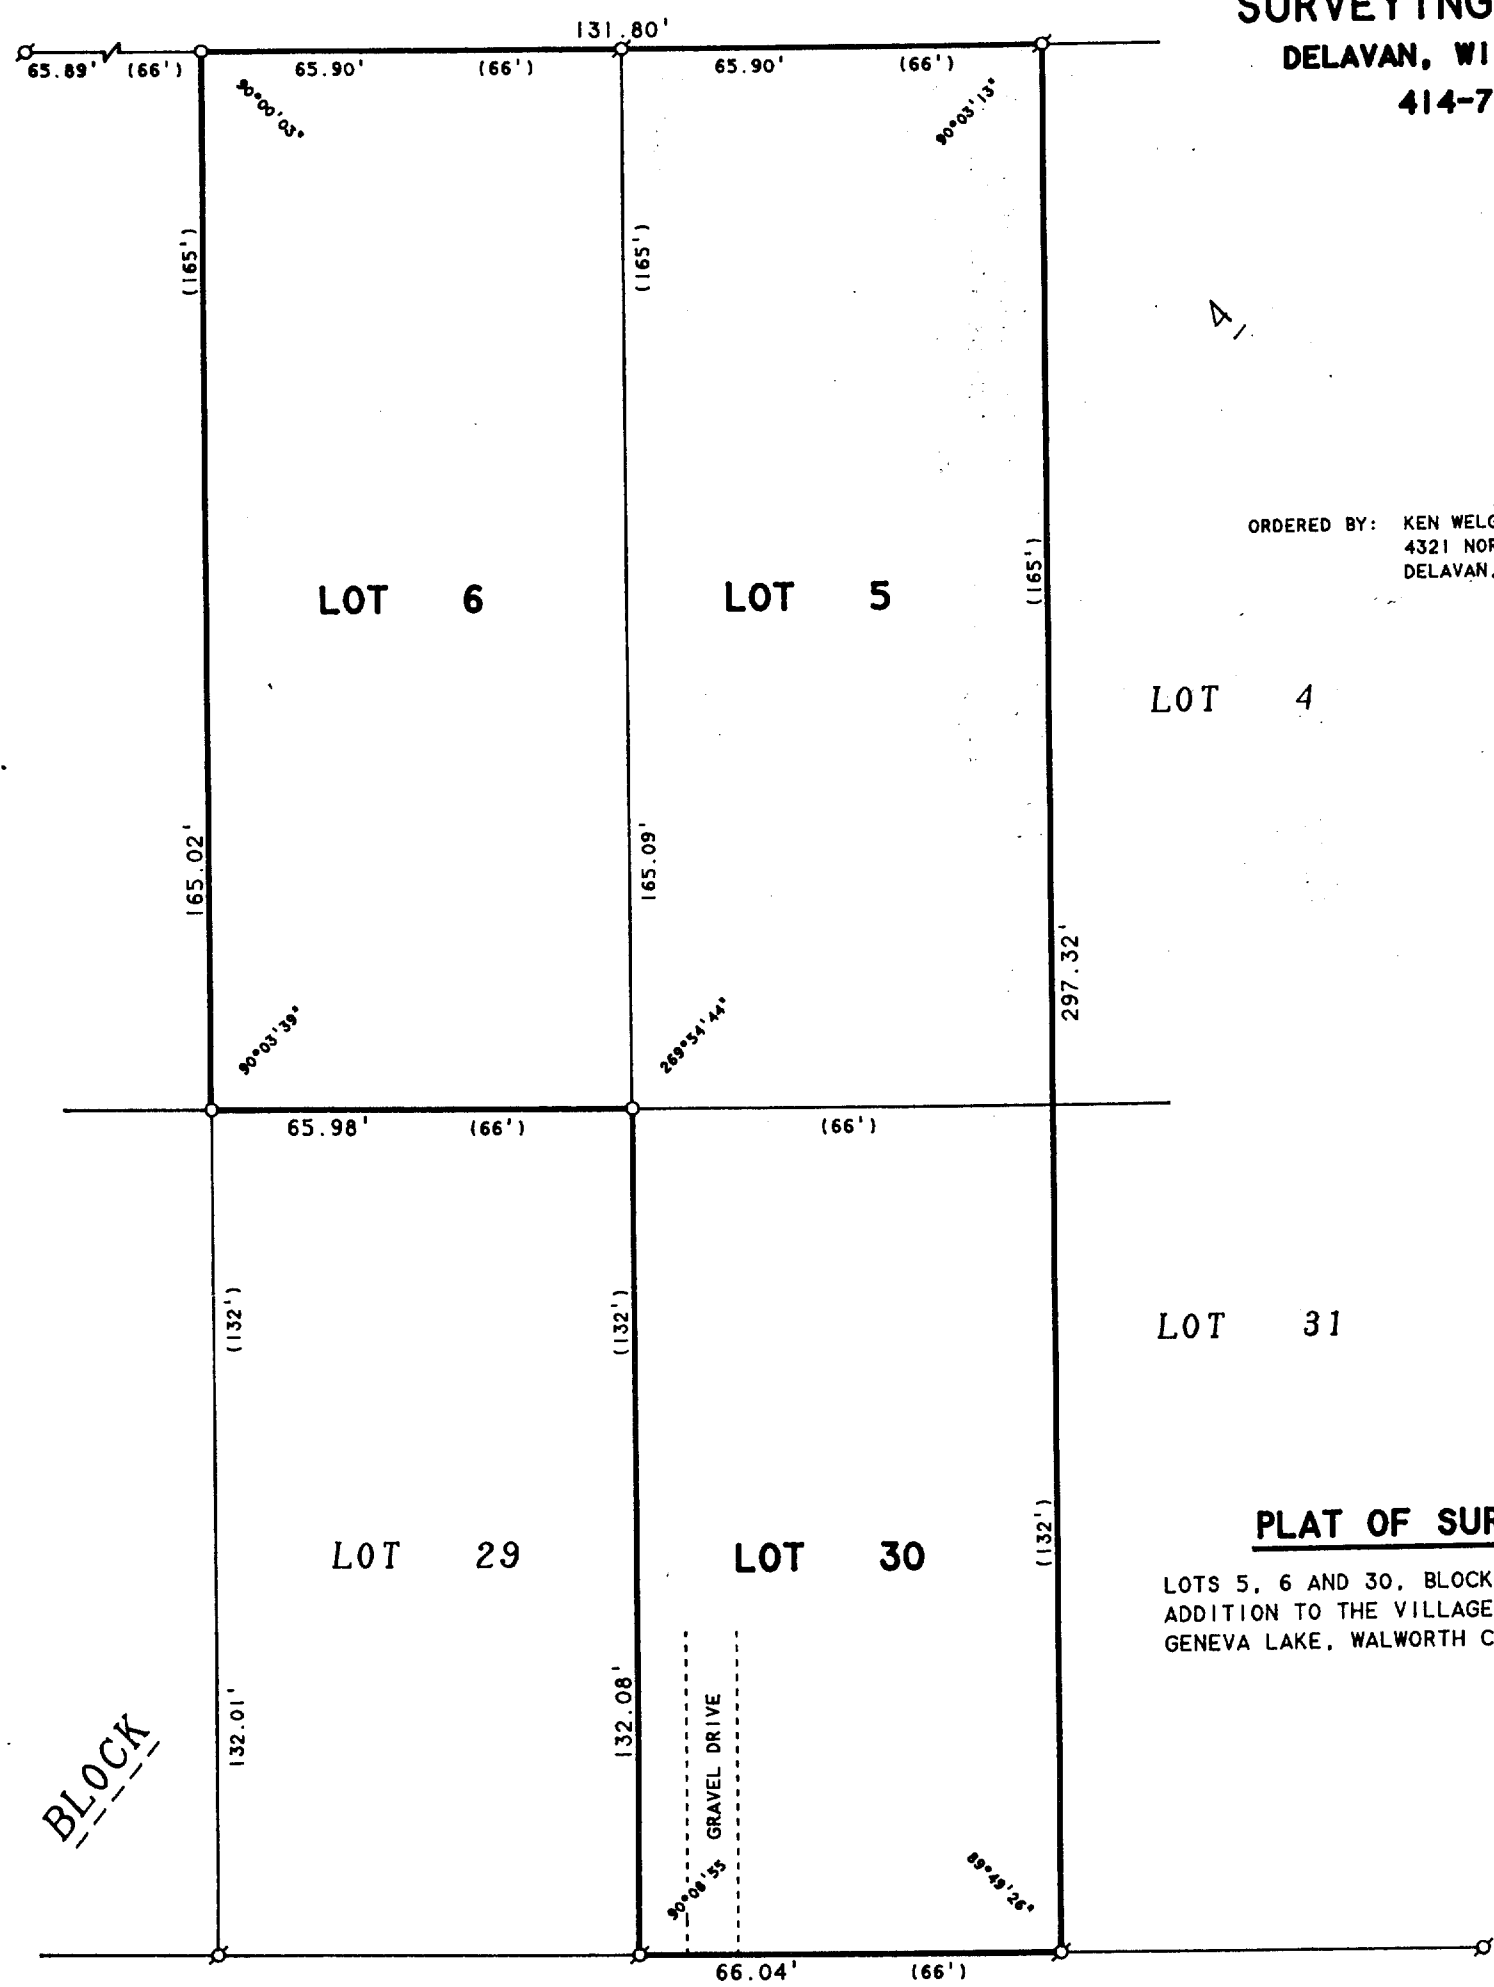 SURVEYING
DELAVAN, WI
414-7
131.80'
65.89' (66') 65.90' (66') 65.90' (66')
90°00'03"
90°03'13"
(165')
(165')
4
ORDERED BY: KEN WELG
4321 NOR
DELAVAN,
(165')
LOT 6
LOT 5
LOT 4
165.02'
165.09'
297.32'
90°03'39"
269°54'44"
65.98' (66') (66')
(132')
(132')
LOT 31
(132')
PLAT OF SUR
LOTS 5, 6 AND 30, BLOCK
ADDITION TO THE VILLAGE
GENEVA LAKE, WALWORTH C
LOT 29
LOT 30
132.01'
132.08'
GRAVEL DRIVE
BLOCK
90°08'55
89°49'26"
66.04' (66')